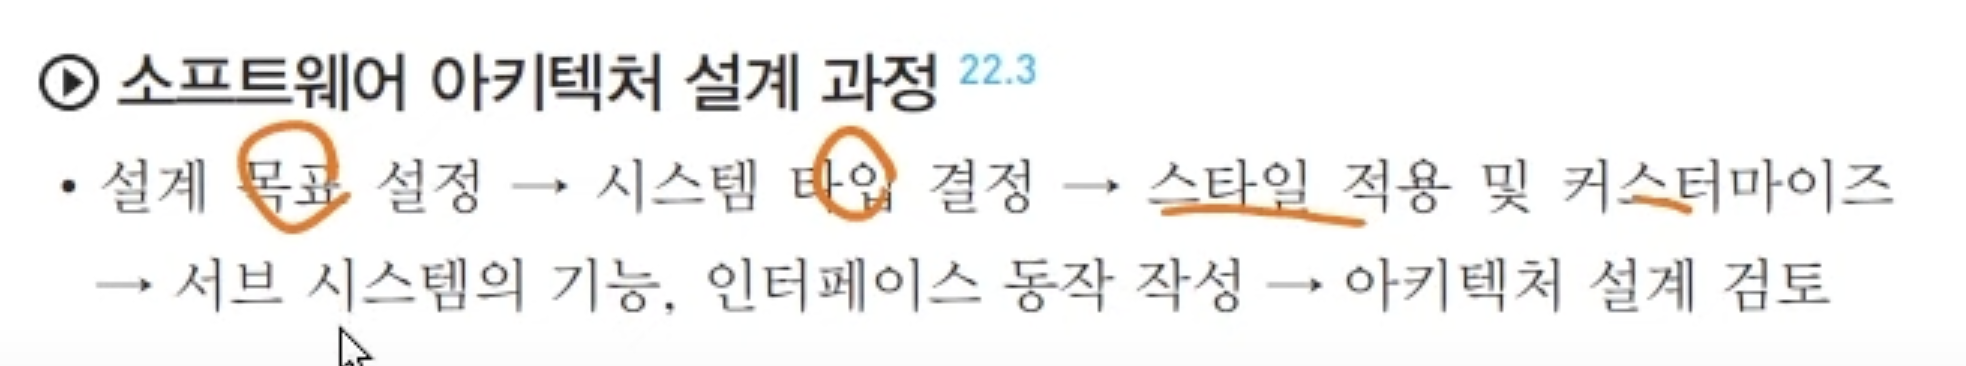 소프트웨어 아키텍처 설계 과정 22.3
• 설계 목표 설정 → 시스템 타입 결정 → 스타일 적용 및 커스터마이즈
→ 서브 시스템의 기능, 인터페이스 동작 작성 → 아키텍처 설계 검토